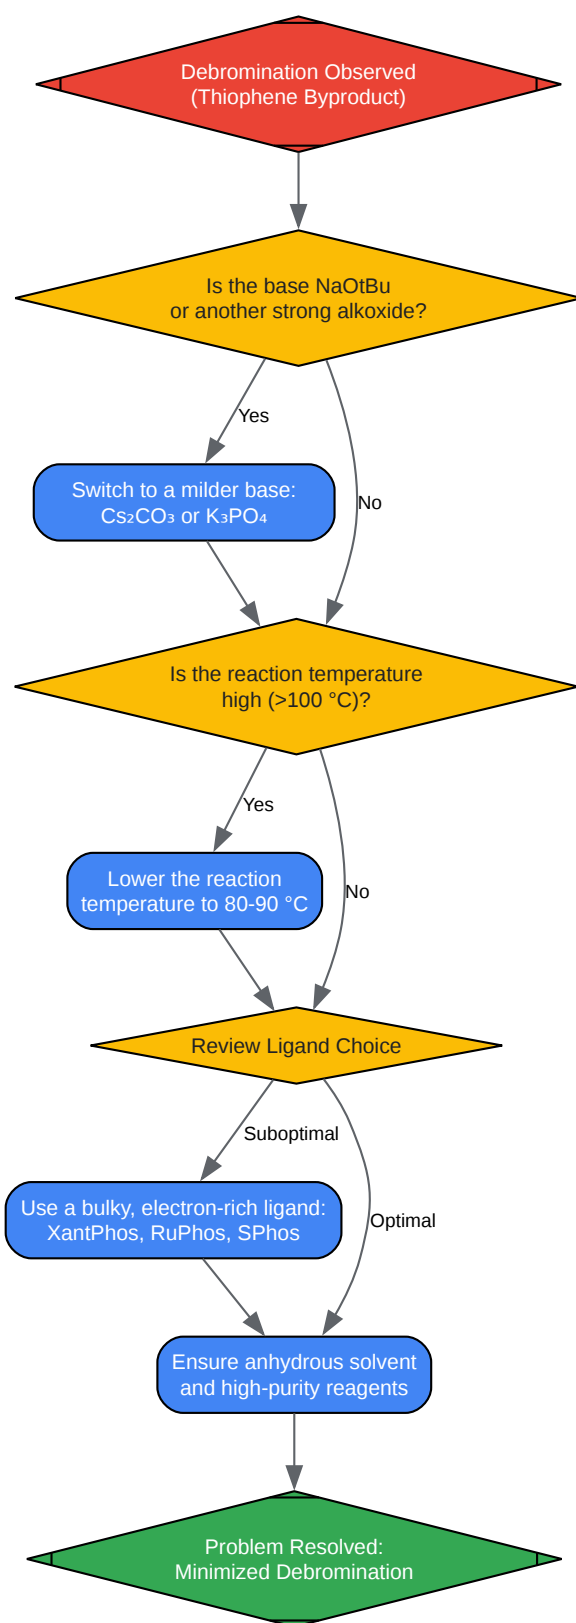 Debromination Observed
(Thiophene Byproduct)
Is the base NaOtBu
or another strong alkoxide?
Yes
No
Switch to a milder base:
Cs₂CO₃ or K₃PO₄
Is the reaction temperature
high (>100 °C)?
Yes
No
Lower the reaction
temperature to 80-90 °C
Review Ligand Choice
Suboptimal
Optimal
Use a bulky, electron-rich ligand:
XantPhos, RuPhos, SPhos
Ensure anhydrous solvent
and high-purity reagents
Problem Resolved:
Minimized Debromination